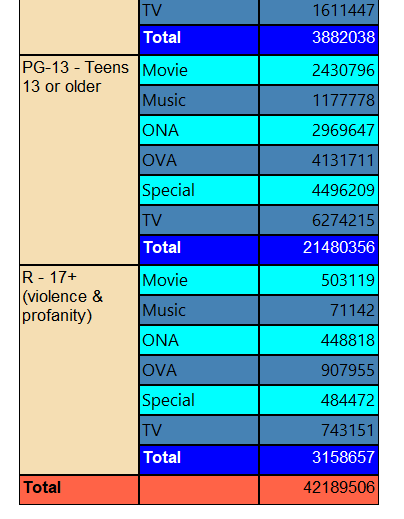 TV 1611447
Total 3882038
PG-13 - Teens 13 or older Movie 2430796
Music 1177778
ONA 2969647
OVA 4131711
Special 4496209
TV 6274215
Total 21480356
R - 17+ (violence & profanity) Movie 503119
Music 71142
ONA 448818
OVA 907955
Special 484472
TV 743151
Total 3158657
Total 42189506